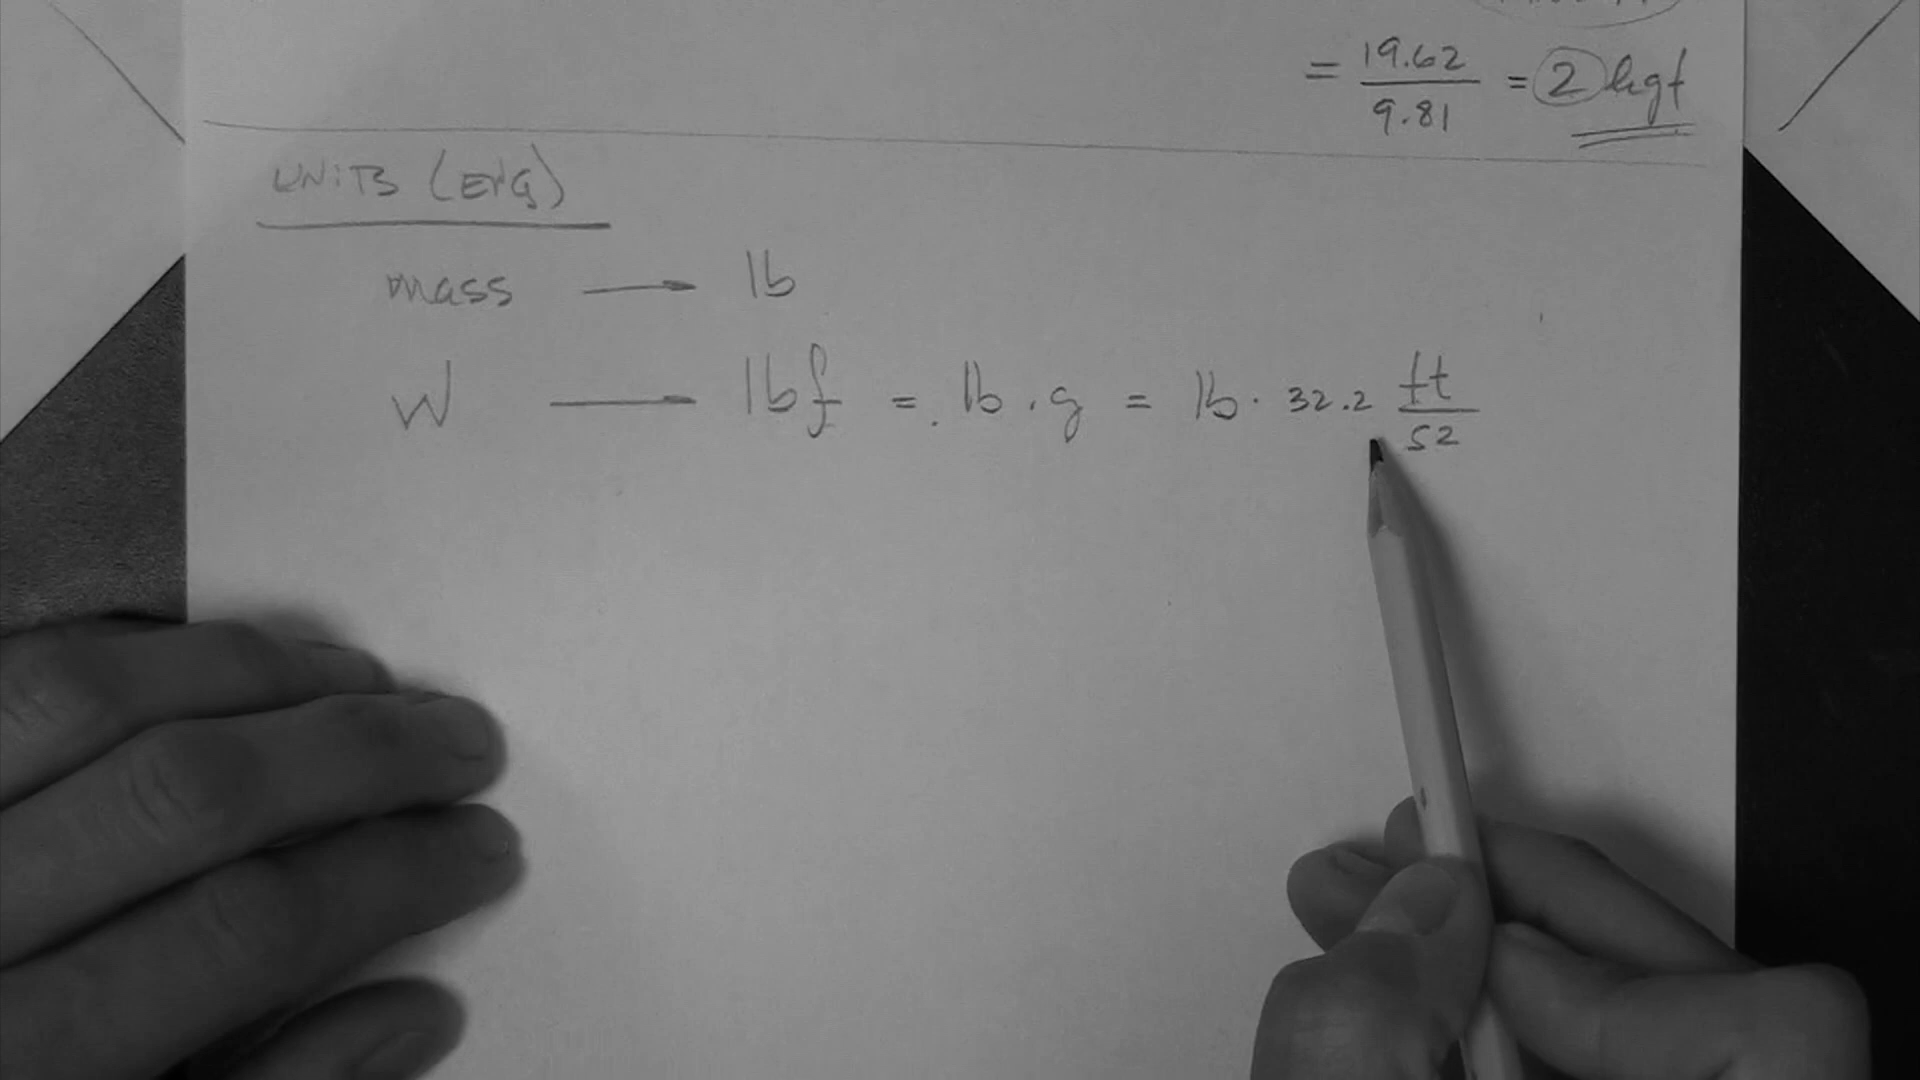 = 19.62 / 9.81 = 2 kgf
UNITS (ENG)
mass → lb
W → lbf = lb · g = lb · 32.2 ft / s2